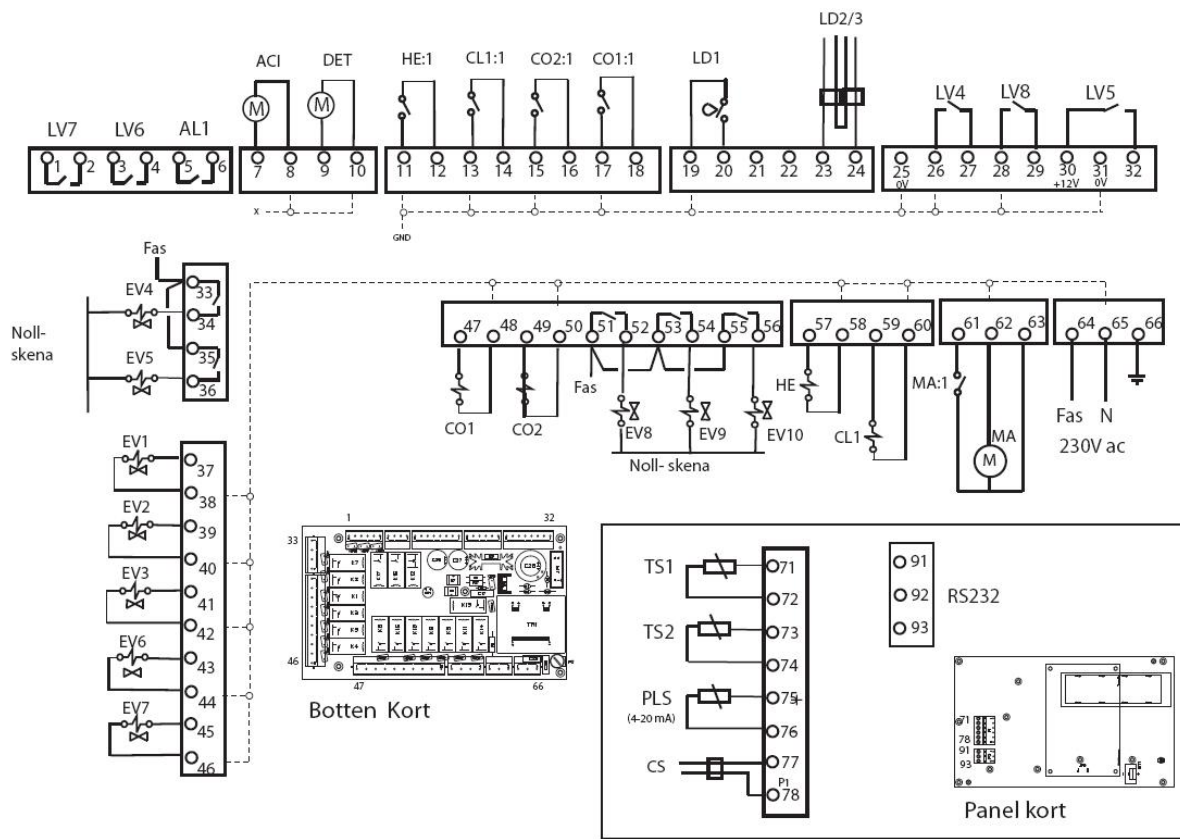 LD2/3
ACI DET HE:1 CL1:1 CO2:1 CO1:1 LD1
LV7 LV6 AL1 LV4 LV8 LV5
M M
1 2 3 4 5 6 7 8 9 10 11 12 13 14 15 16 17 18 19 20 21 22 23 24 25 26 27 28 29 30 31 32
0V +12V 0V
x
GND
Fas
EV4 33
34
Noll-
skena
EV5 35
36
47 48 49 50 51 52 53 54 55 56 57 58 59 60 61 62 63 64 65 66
Fas HE MA:1
CO1 CO2 EV8 EV9 EV10 CL1 MA Fas N
M
Noll- skena
230V ac
EV1 37
38
EV2 39
40
EV3 41
42
EV6 43
44
EV7 45
46
1 32
33
46
47 66
Botten Kort
TS1 71
72
TS2 73
74
PLS 75+
(4-20 mA) 76
CS 77
P1
78
91
92 RS232
93
71
78
91
93
Panel kort